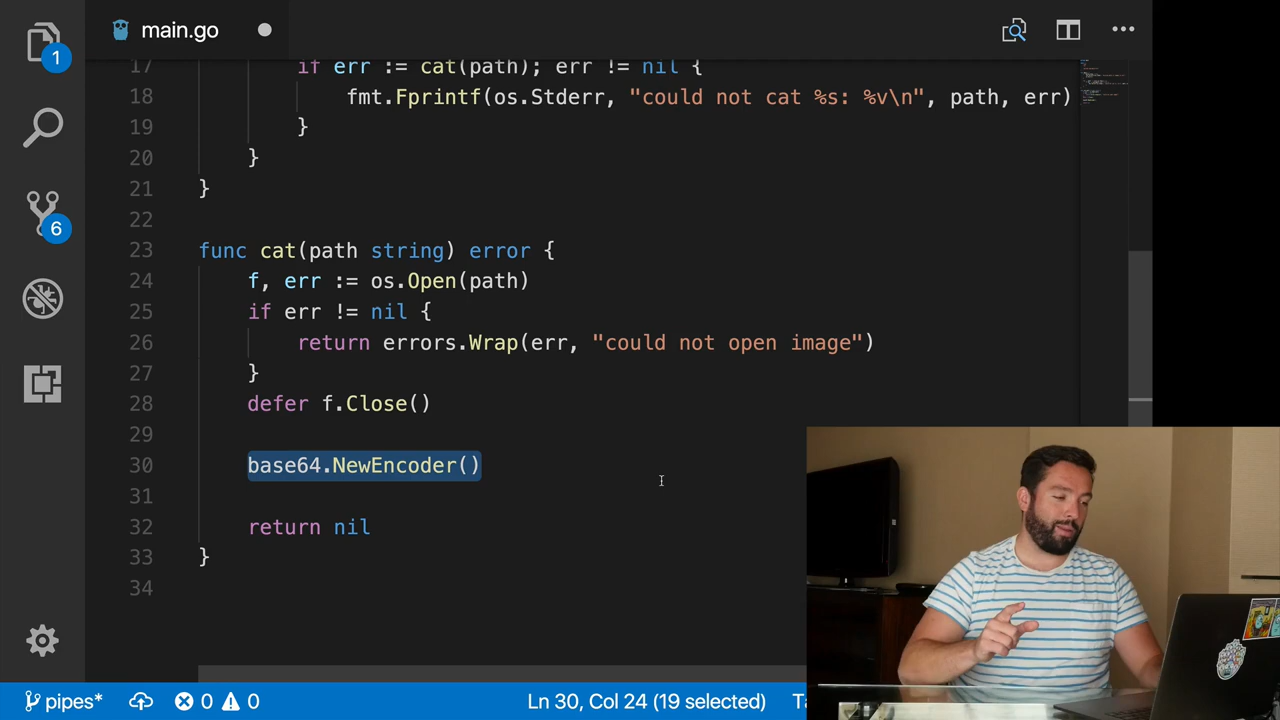 1
main.go
17 if err := cat(path); err != nil {
18 fmt.Fprintf(os.Stderr, "could not cat %s: %v\n", path, err)
19 }
20 }
21 }
22
6
23 func cat(path string) error {
24 f, err := os.Open(path)
25 if err != nil {
26 return errors.Wrap(err, "could not open image")
27 }
28 defer f.Close()
29
30 base64.NewEncoder()
31
32 return nil
33 }
34
pipes* 0 0 Ln 30, Col 24 (19 selected)